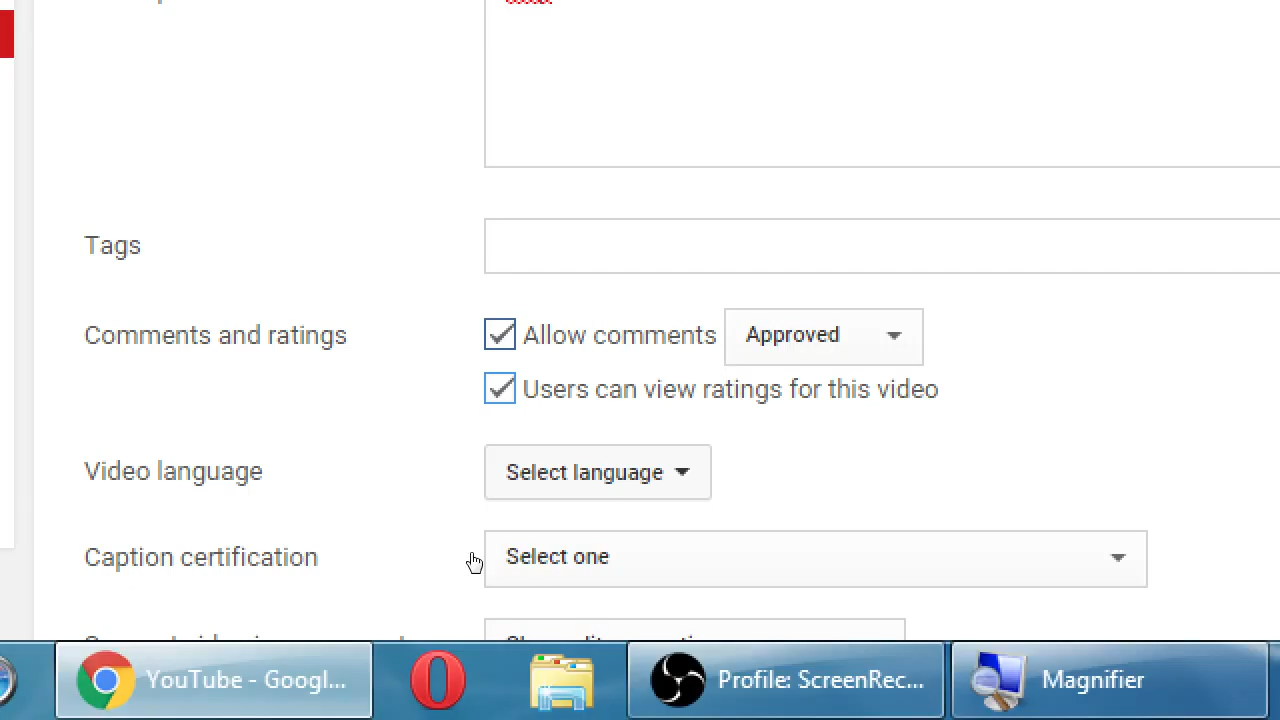 Tags
Comments and ratings
Allow comments
Approved
Users can view ratings for this video
Video language
Select language
Caption certification
Select one
YouTube - Googl...
Profile: ScreenRec...
Magnifier